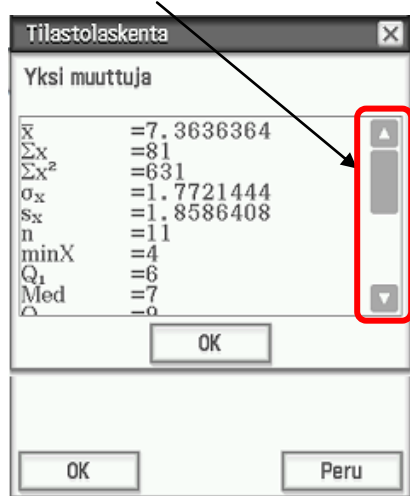 Tilastolaskenta
Yksi muuttuja
x̅ =7.3636364
Σx =81
Σx² =631
σx =1.7721444
sx =1.8586408
n =11
minX =4
Q₁ =6
Med =7
OK
OK Peru